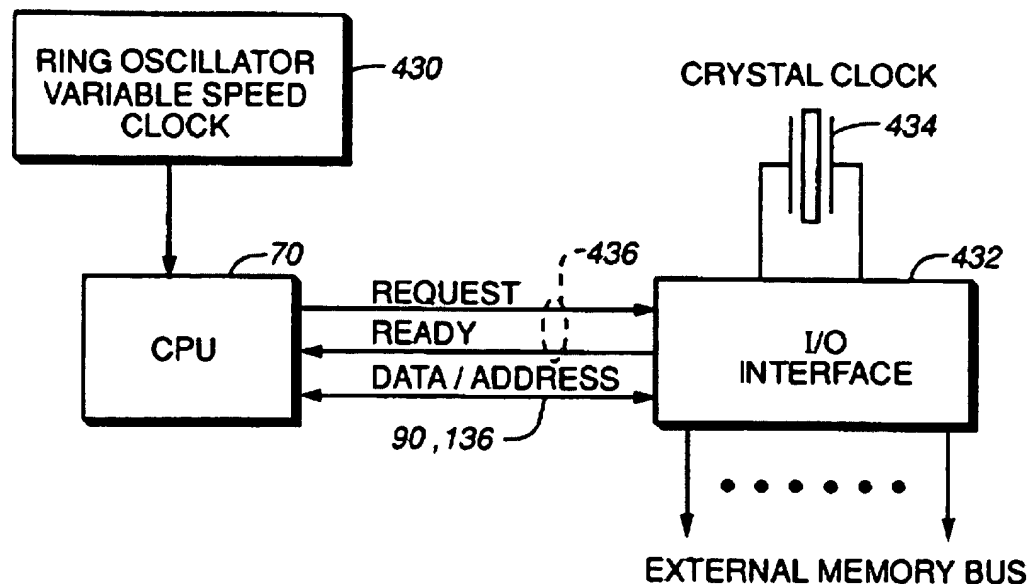 RING OSCILLATOR
VARIABLE SPEED
CLOCK
430
CRYSTAL CLOCK
434
70
CPU
REQUEST
READY
DATA / ADDRESS
436
90, 136
432
I/O
INTERFACE
EXTERNAL MEMORY BUS